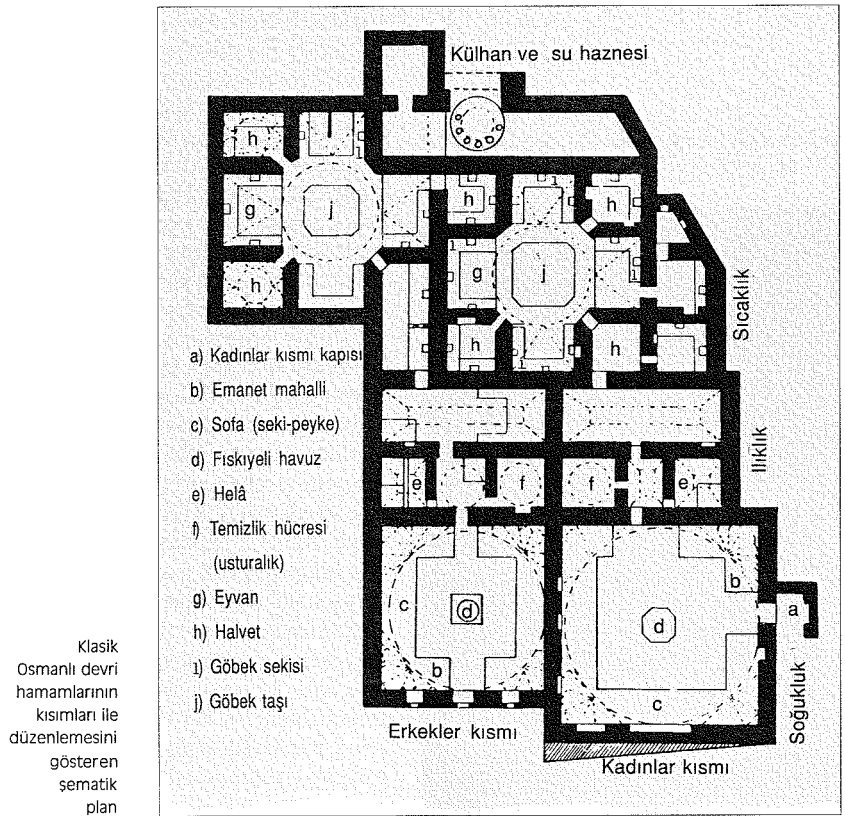 Külhan ve su haznesi
h
ı
g
j
h
h
ı
h
ı
g
j
ı
h
ı
h
Sıcaklık
a) Kadınlar kısmı kapısı
b) Emanet mahalli
c) Sofa (seki-peyke)
d) Fıskıyeli havuz
e) Helâ
f) Temizlik hücresi
(usturalık)
g) Eyvan
h) Halvet
ı) Göbek sekisi
j) Göbek taşı
Ilıklık
e
f
f
e
c
d
b
b
d
a
c
Soğukluk
Erkekler kısmı
Kadınlar kısmı
Klasik
Osmanlı devri
hamamlarının
kısımları ile
düzenlemesini
gösteren
şematik
plan